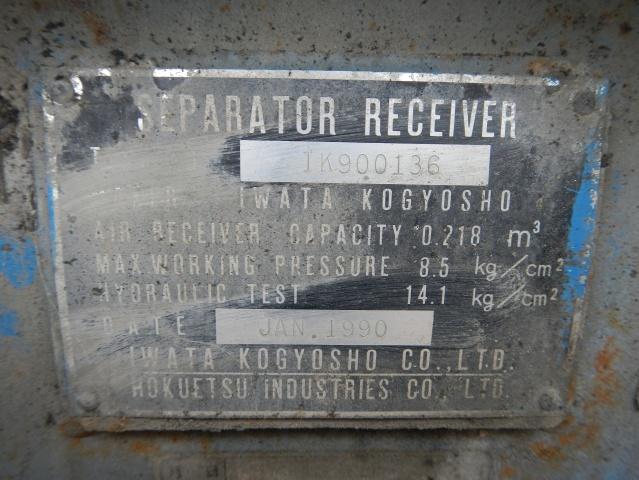 SEPARATOR RECEIVER
IK900136
IWATA KOGYOSHO
AIR RECEIVER CAPACITY 0.218 m³
MAX.WORKING PRESSURE 8.5 kg/cm²
HYDRAULIC TEST 14.1 kg/cm²
DATE JAN.1990
IWATA KOGYOSHO CO.,LTD.
HOKUETSU INDUSTRIES CO., LTD.